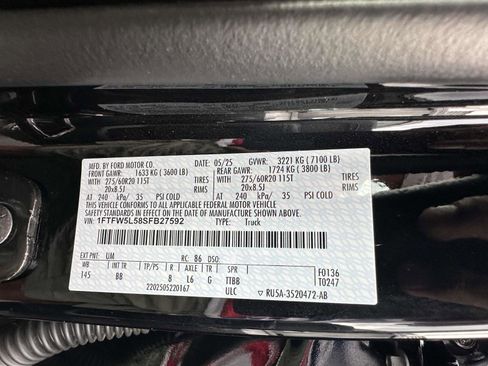 MFD. BY FORD MOTOR CO. 05/25 GVWR: 3221 KG (7100 LB)
FRONT GAWR: 1633 KG (3600 LB) REAR GAWR: 1724 KG (3800 LB)
WITH 275/60R20 115T TIRES WITH 275/60R20 115T TIRES
20x8.5J RIMS 20x8.5J RIMS
AT 240 kPa/ 35 PSI COLD AT 240 kPa/ 35 PSI COLD
THIS VEHICLE CONFORMS TO ALL APPLICABLE FEDERAL MOTOR VEHICLE
SAFETY STANDARDS IN EFFECT ON THE DATE OF MANUFACTURE SHOWN ABOVE.
VIN: 1FTFW5L58SFB27592 TYPE: Truck
EXT PNT: UM RC: 86 DSO: F0136
WB INT TR TP/PS R AXLE TR SPR T0247
145 BB 8 L6 G TTBB
2202505220167 ULC RU5A-3520472-AB